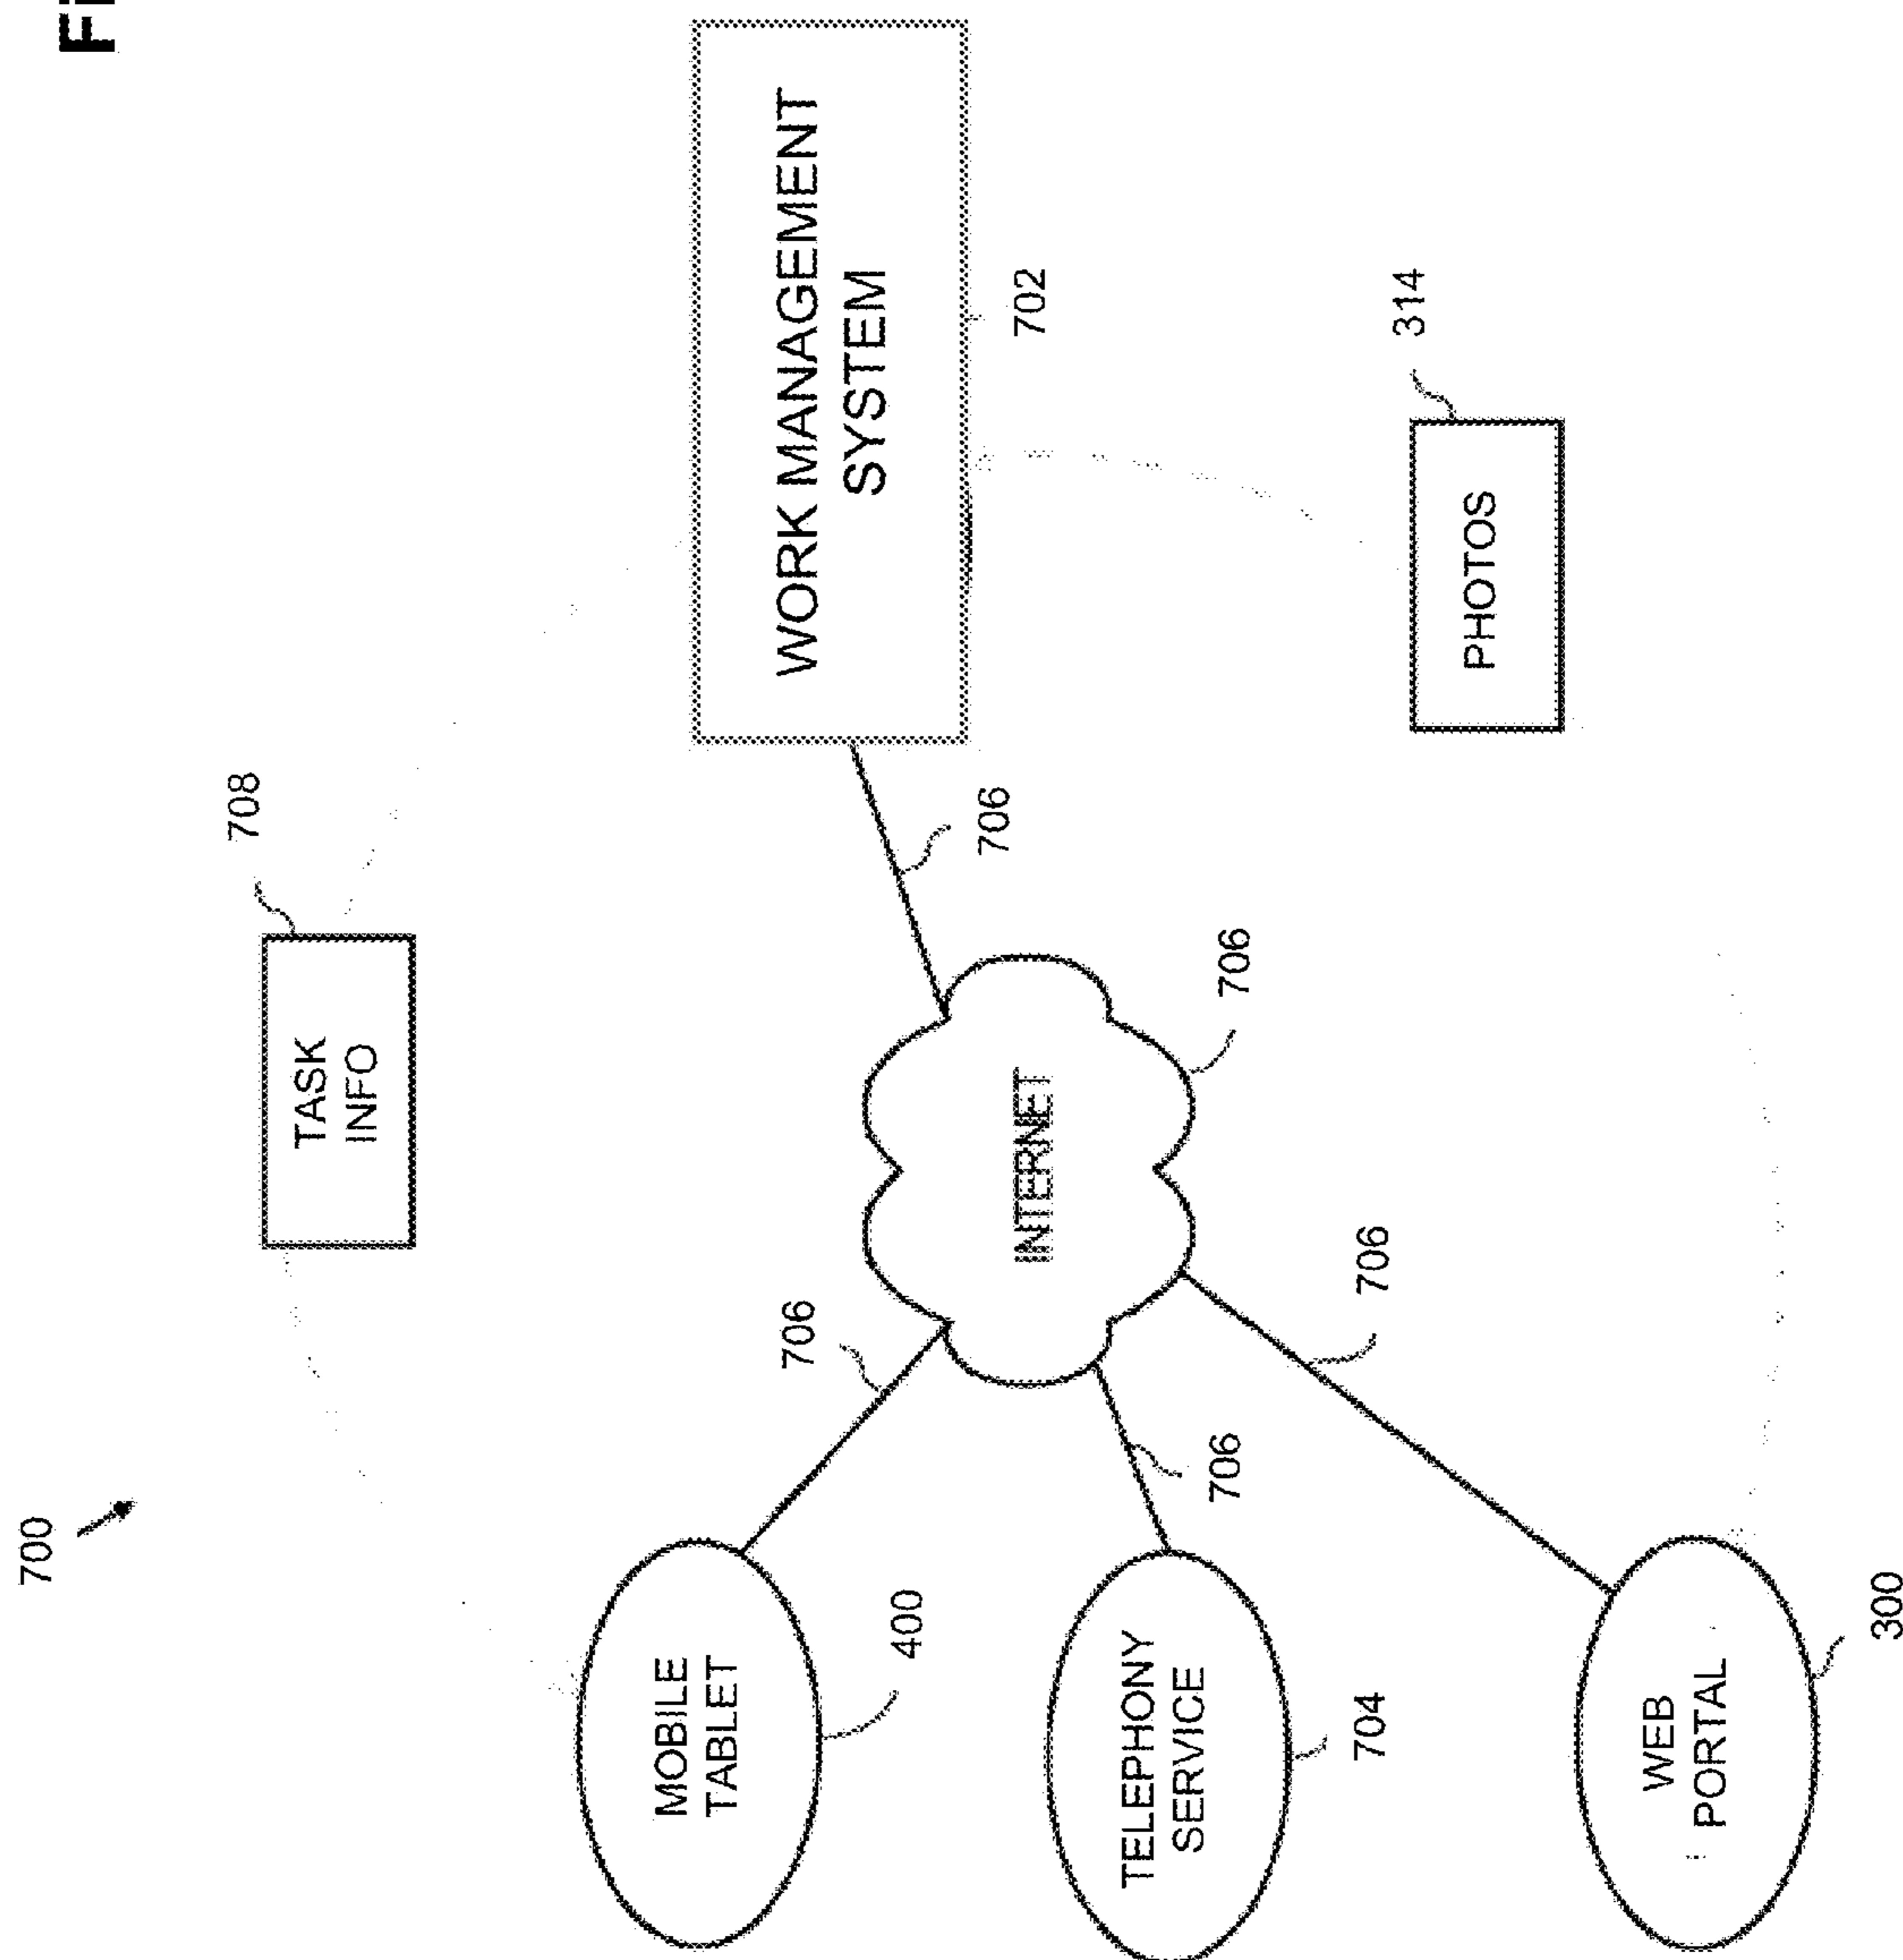 700
Fi
708
TASK
INFO
MOBILE
TABLET
706
WORK MANAGEMENT
SYSTEM
400
706
702
INTERNET
TELEPHONY
SERVICE
706
706
704
706
314
PHOTOS
WEB
PORTAL
300